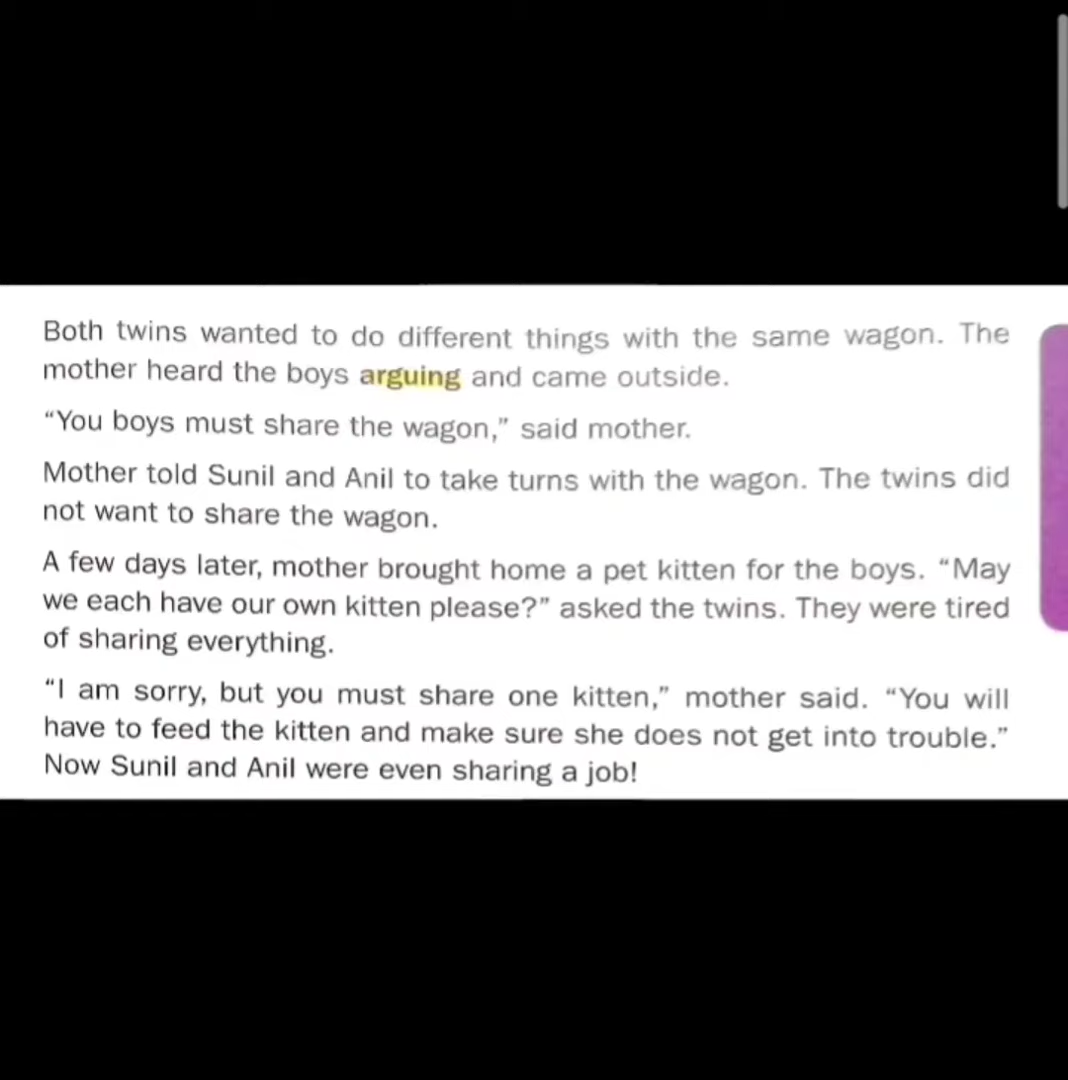 Both twins wanted to do different things with the same wagon. The
mother heard the boys arguing and came outside.
“You boys must share the wagon,” said mother.
Mother told Sunil and Anil to take turns with the wagon. The twins did
not want to share the wagon.
A few days later, mother brought home a pet kitten for the boys. “May
we each have our own kitten please?” asked the twins. They were tired
of sharing everything.
“I am sorry, but you must share one kitten,” mother said. “You will
have to feed the kitten and make sure she does not get into trouble.”
Now Sunil and Anil were even sharing a job!